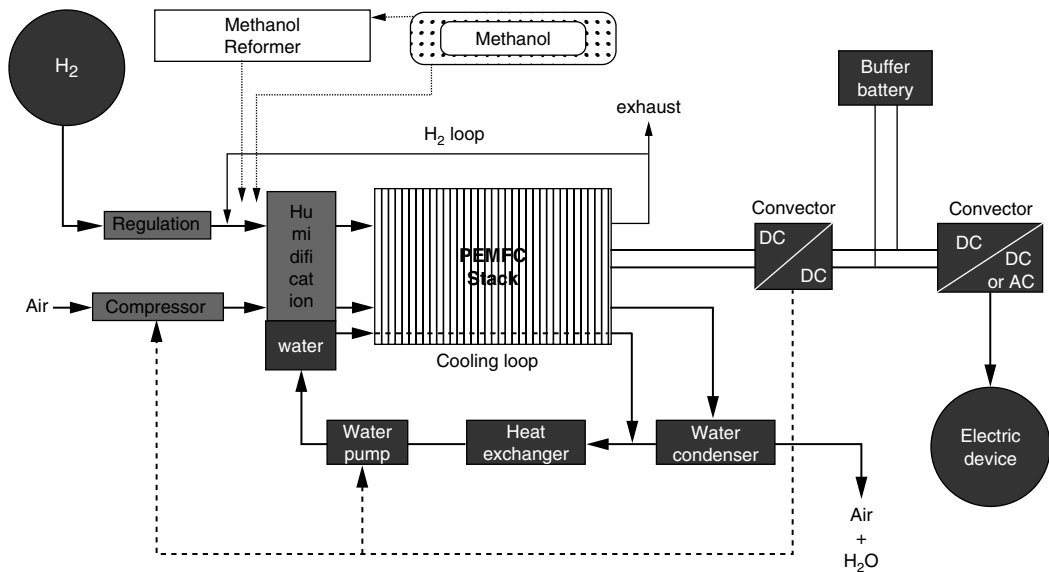 Methanol
Reformer
Methanol
H₂
Buffer
battery
exhaust
H₂ loop
Regulation
Hu
mi
difi
cat
ion
PEMFC
Stack
Convector
DC
DC
Convector
DC
DC
or AC
Air
Compressor
water
Cooling loop
Water
pump
Heat
exchanger
Water
condenser
Electric
device
Air
+
H₂O